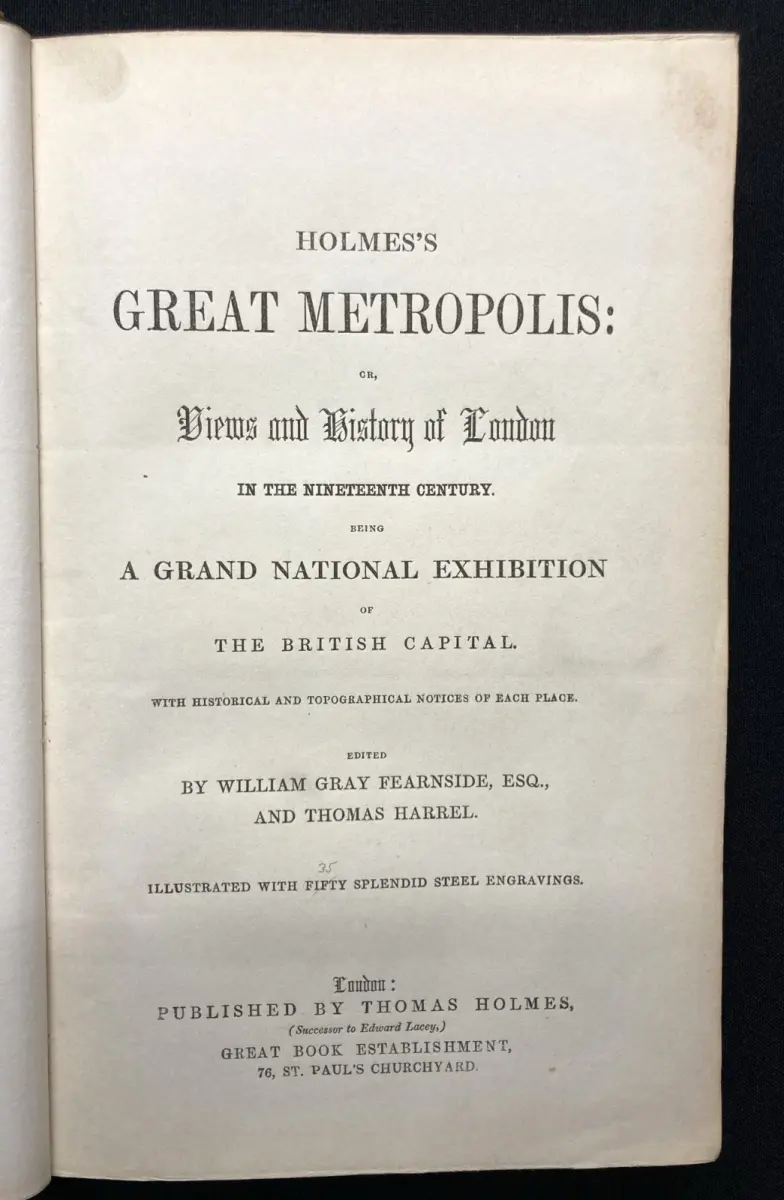 HOLMES'S
GREAT METROPOLIS:
OR,
Views and History of London
IN THE NINETEENTH CENTURY.
BEING
A GRAND NATIONAL EXHIBITION
OF
THE BRITISH CAPITAL.
WITH HISTORICAL AND TOPOGRAPHICAL NOTICES OF EACH PLACE.
EDITED
BY WILLIAM GRAY FEARNSIDE, ESQ.,
AND THOMAS HARREL.
35
ILLUSTRATED WITH FIFTY SPLENDID STEEL ENGRAVINGS.
London:
PUBLISHED BY THOMAS HOLMES,
(Successor to Edward Lacey,)
GREAT BOOK ESTABLISHMENT,
76, ST. PAUL'S CHURCHYARD.